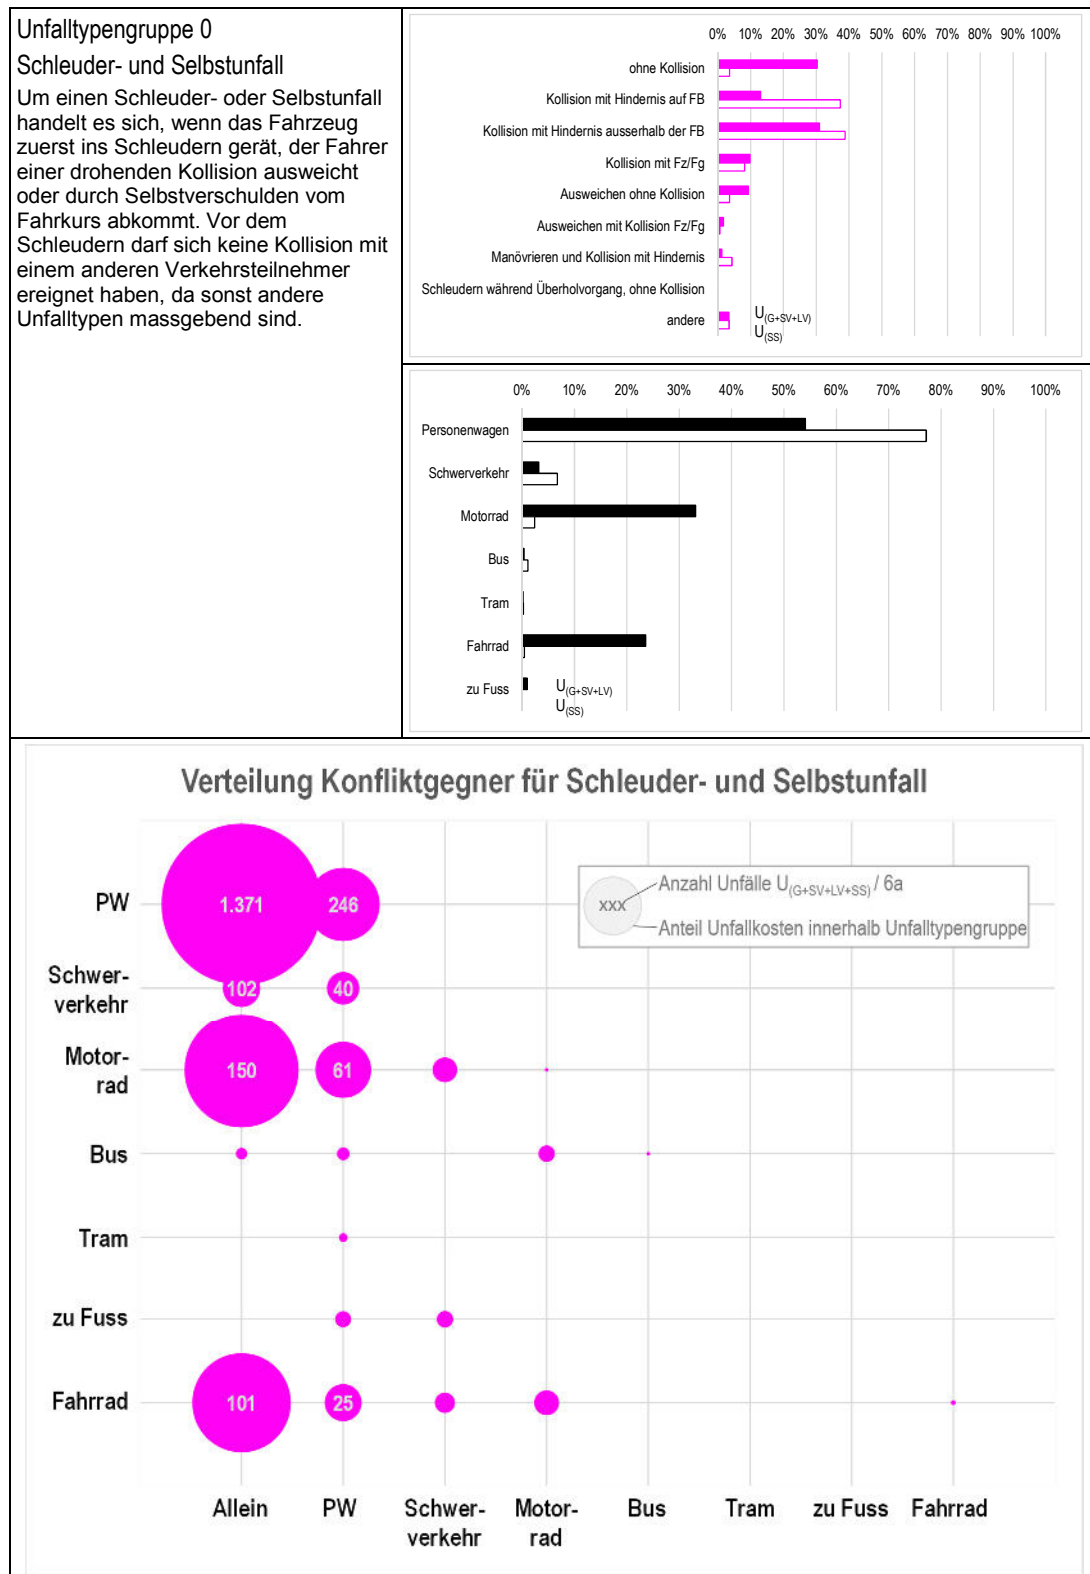 Unfalltypengruppe 0
Schleuder- und Selbstunfall
Um einen Schleuder- oder Selbstunfall
handelt es sich, wenn das Fahrzeug
zuerst ins Schleudern gerät, der Fahrer
einer drohenden Kollision ausweicht
oder durch Selbstverschulden vom
Fahrkurs abkommt. Vor dem
Schleudern darf sich keine Kollision mit
einem anderen Verkehrsteilnehmer
ereignet haben, da sonst andere
Unfalltypen massgebend sind.
0% 10% 20% 30% 40% 50% 60% 70% 80% 90% 100%
ohne Kollision
Kollision mit Hindernis auf FB
Kollision mit Hindernis ausserhalb der FB
Kollision mit Fz/Fg
Ausweichen ohne Kollision
Ausweichen mit Kollision Fz/Fg
Manövrieren und Kollision mit Hindernis
Schleudern während Überholvorgang, ohne Kollision
andere
U(G+SV+LV)
U(SS)
0% 10% 20% 30% 40% 50% 60% 70% 80% 90% 100%
Personenwagen
Schwerverkehr
Motorrad
Bus
Tram
Fahrrad
zu Fuss
U(G+SV+LV)
U(SS)
Verteilung Konfliktgegner für Schleuder- und Selbstunfall
xxx
Anzahl Unfälle U(G+SV+LV+SS) / 6a
Anteil Unfallkosten innerhalb Unfalltypengruppe
PW 1.371 246
Schwer-
verkehr
102 40
Motor-
rad
150 61
Bus
Tram
zu Fuss
Fahrrad 101 25
Allein PW Schwer- Motor- Bus Tram zu Fuss Fahrrad
verkehr rad